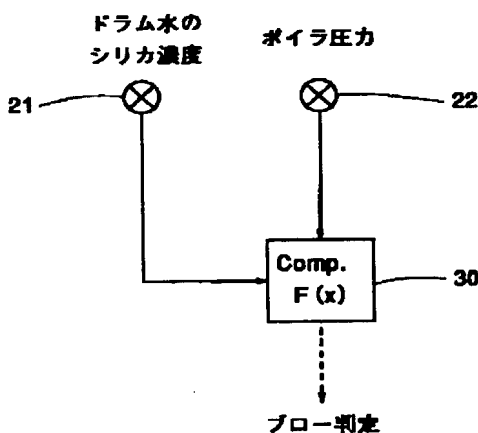 ドラム水の
シリカ濃度
ボイラ圧力
21
22
Comp.
F(x)
30
ブロー判定